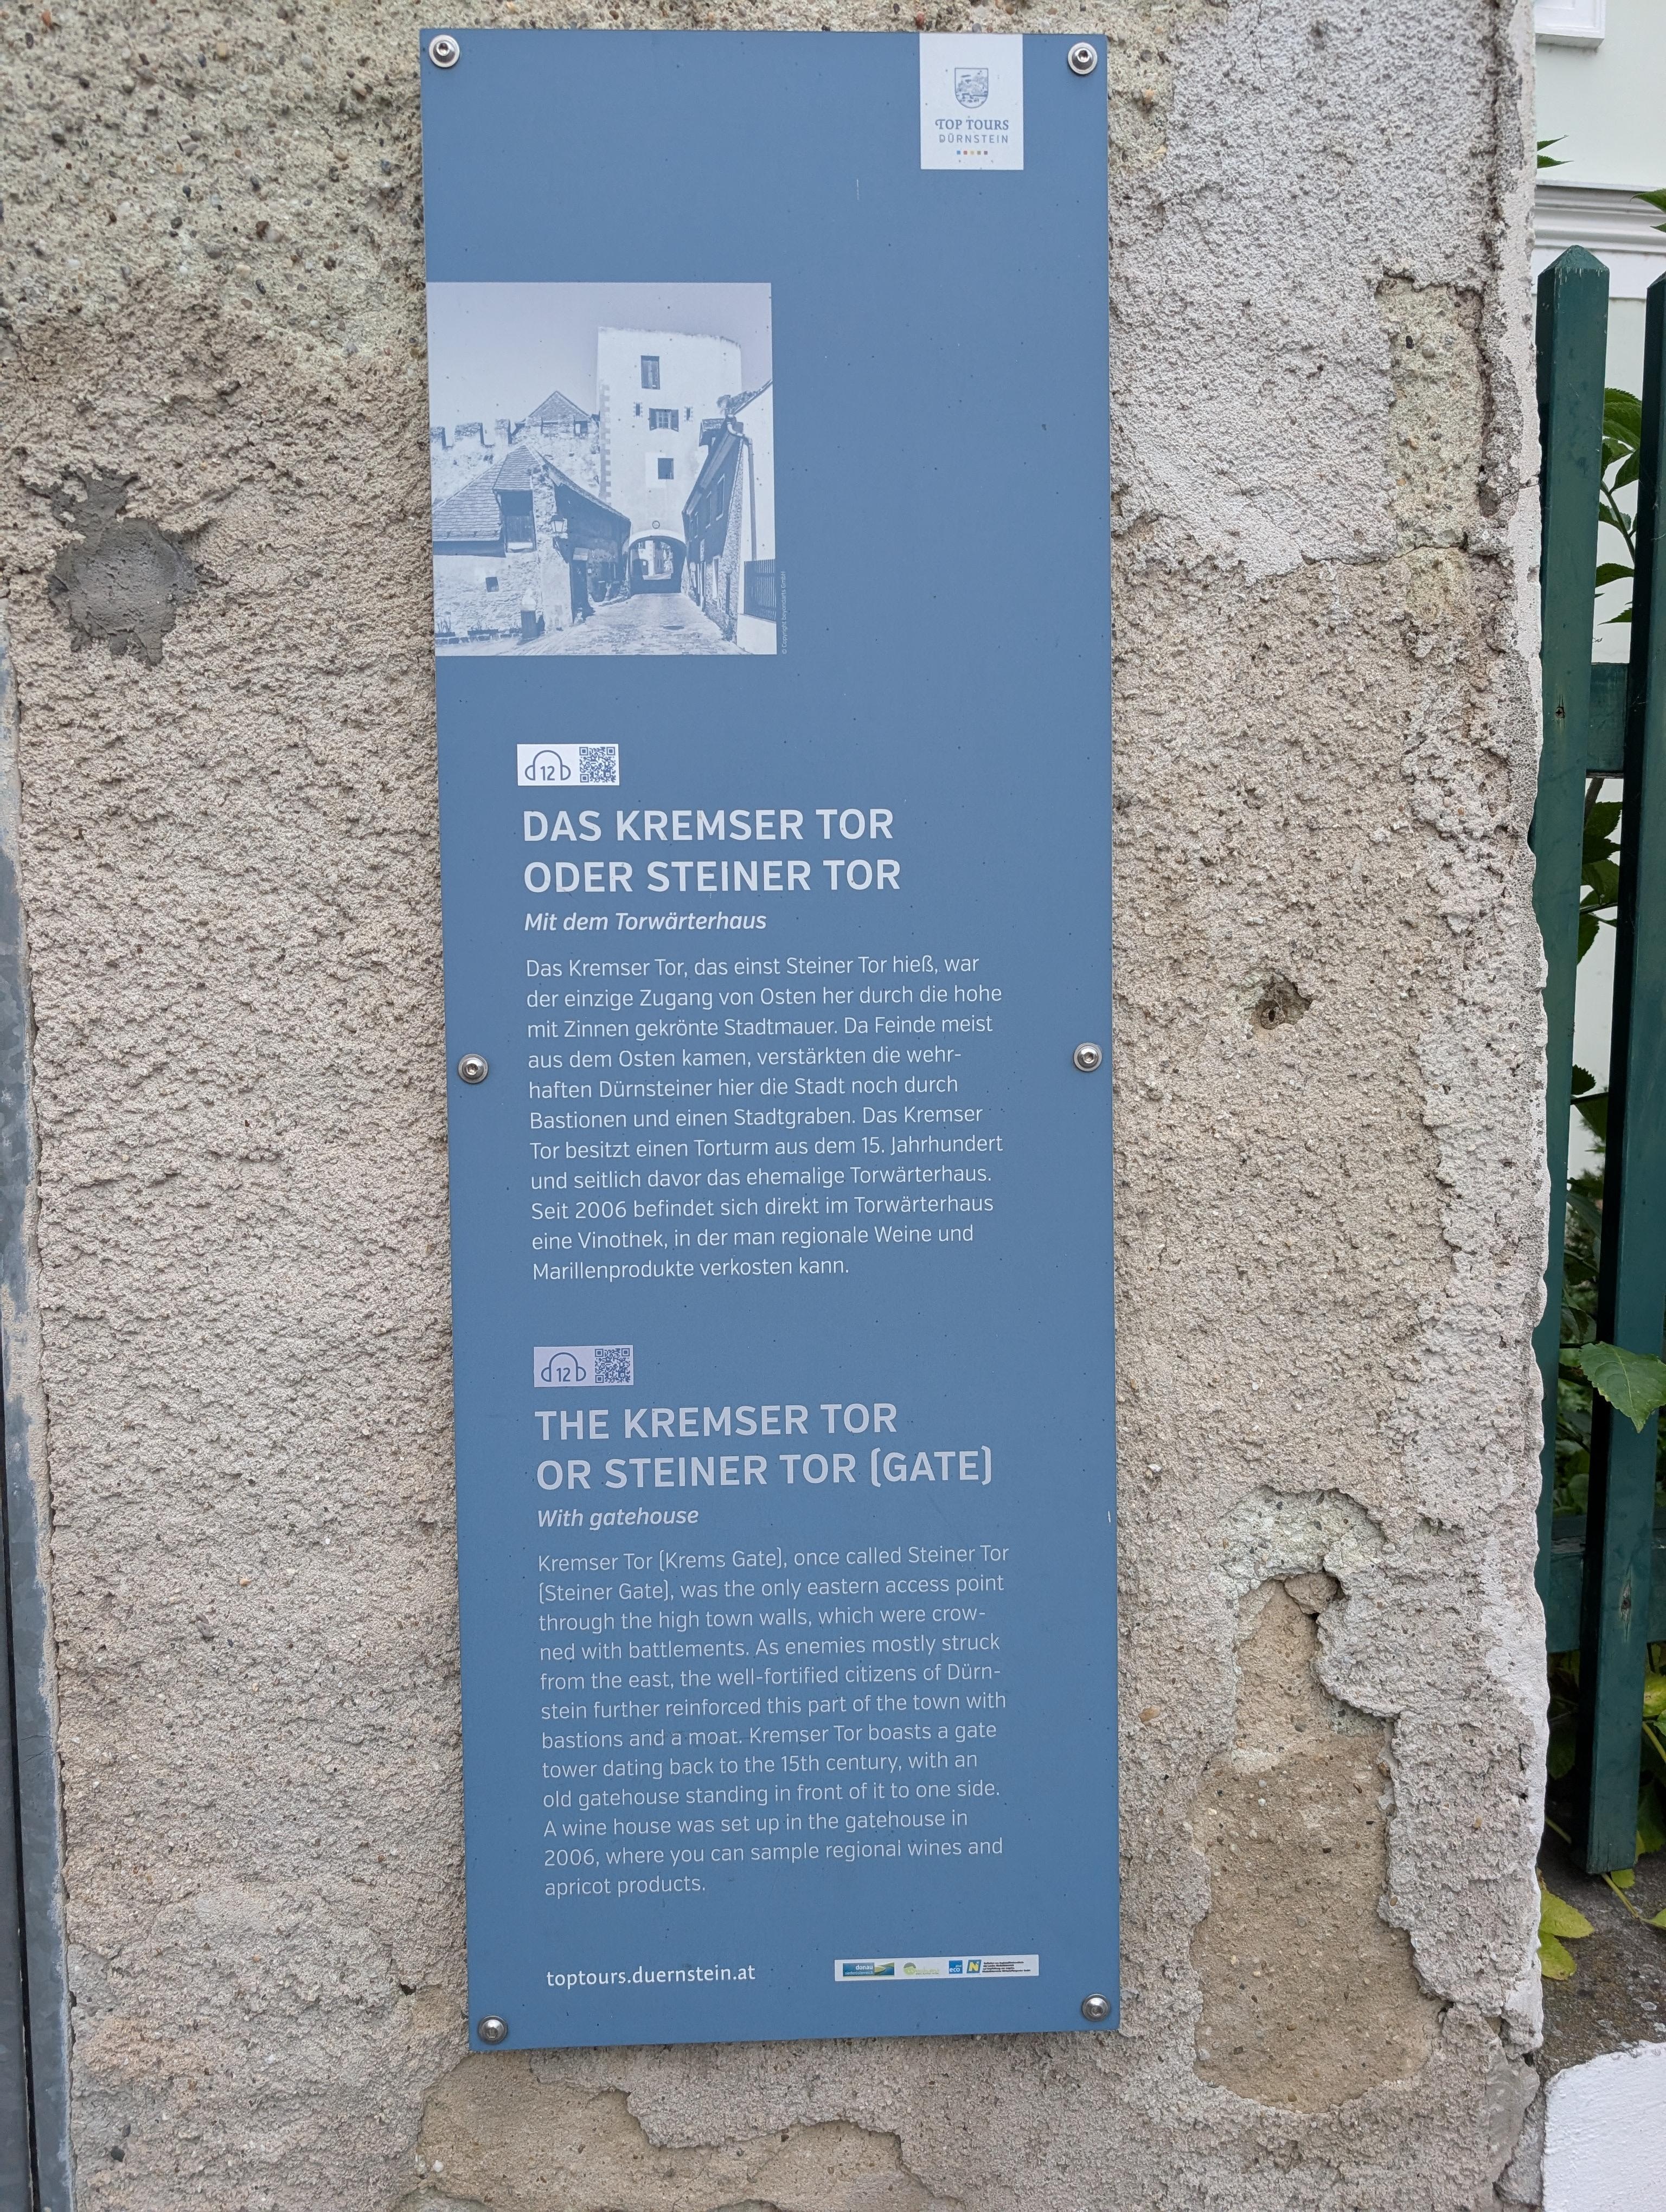 TOP TOURS
DÜRNSTEIN
12
DAS KREMSER TOR
ODER STEINER TOR
Mit dem Torwärterhaus
Das Kremser Tor, das einst Steiner Tor hieß, war
der einzige Zugang von Osten her durch die hohe
mit Zinnen gekrönte Stadtmauer. Da Feinde meist
aus dem Osten kamen, verstärkten die wehr-
haften Dürnsteiner hier die Stadt noch durch
Bastionen und einen Stadtgraben. Das Kremser
Tor besitzt einen Torturm aus dem 15. Jahrhundert
und seitlich davor das ehemalige Torwärterhaus.
Seit 2006 befindet sich direkt im Torwärterhaus
eine Vinothek, in der man regionale Weine und
Marillenprodukte verkosten kann.
12
THE KREMSER TOR
OR STEINER TOR (GATE)
With gatehouse
Kremser Tor (Krems Gate), once called Steiner Tor
(Steiner Gate), was the only eastern access point
through the high town walls, which were crow-
ned with battlements. As enemies mostly struck
from the east, the well-fortified citizens of Dürn-
stein further reinforced this part of the town with
bastions and a moat. Kremser Tor boasts a gate
tower dating back to the 15th century, with an
old gatehouse standing in front of it to one side.
A wine house was set up in the gatehouse in
2006, where you can sample regional wines and
apricot products.
toptours.duernstein.at
donau
eco